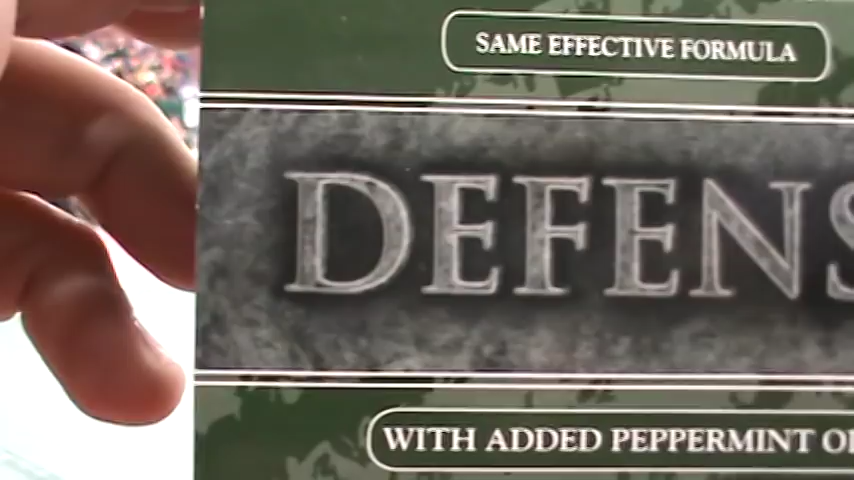 SAME EFFECTIVE FORMULA
DEFENS
WITH ADDED PEPPERMINT